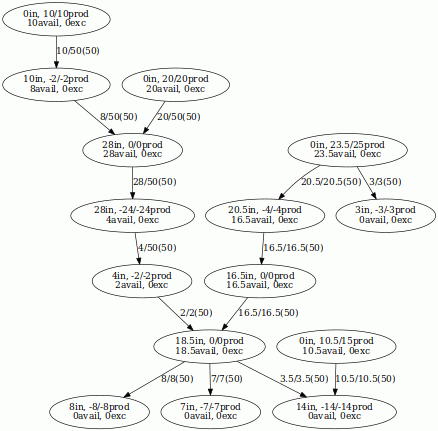 0in, 10/10prod
10avail, 0exc
10/50(50)
10in, -2/-2prod
8avail, 0exc
0in, 20/20prod
20avail, 0exc
8/50(50)
20/50(50)
28in, 0/0prod
28avail, 0exc
0in, 23.5/25prod
23.5avail, 0exc
28/50(50)
20.5/20.5(50)
3/3(50)
28in, -24/-24prod
4avail, 0exc
20.5in, -4/-4prod
16.5avail, 0exc
3in, -3/-3prod
0avail, 0exc
4/50(50)
16.5/16.5(50)
4in, -2/-2prod
2avail, 0exc
16.5in, 0/0prod
16.5avail, 0exc
2/2(50)
16.5/16.5(50)
18.5in, 0/0prod
18.5avail, 0exc
0in, 10.5/15prod
10.5avail, 0exc
8/8(50)
7/7(50)
3.5/3.5(50)
10.5/10.5(50)
8in, -8/-8prod
0avail, 0exc
7in, -7/-7prod
0avail, 0exc
14in, -14/-14prod
0avail, 0exc